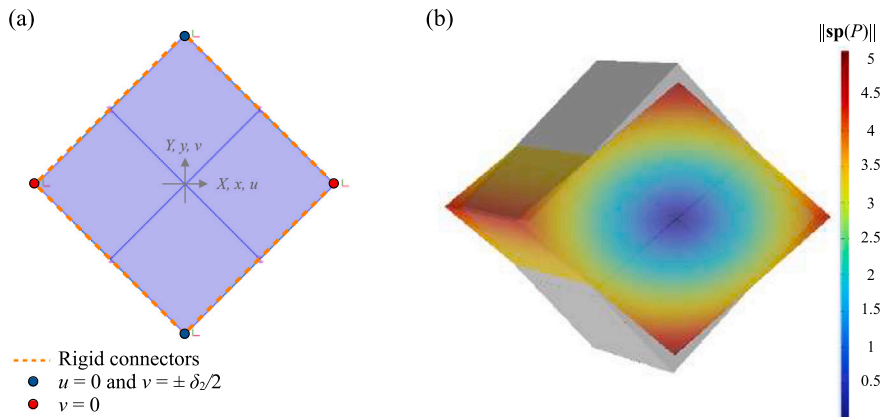 (a)
Y, y, v
X, x, u
Rigid connectors
u = 0 and v = ± δ₂/2
v = 0
(b)
‖sp(P)‖
5
4.5
4
3.5
3
2.5
2
1.5
1
0.5